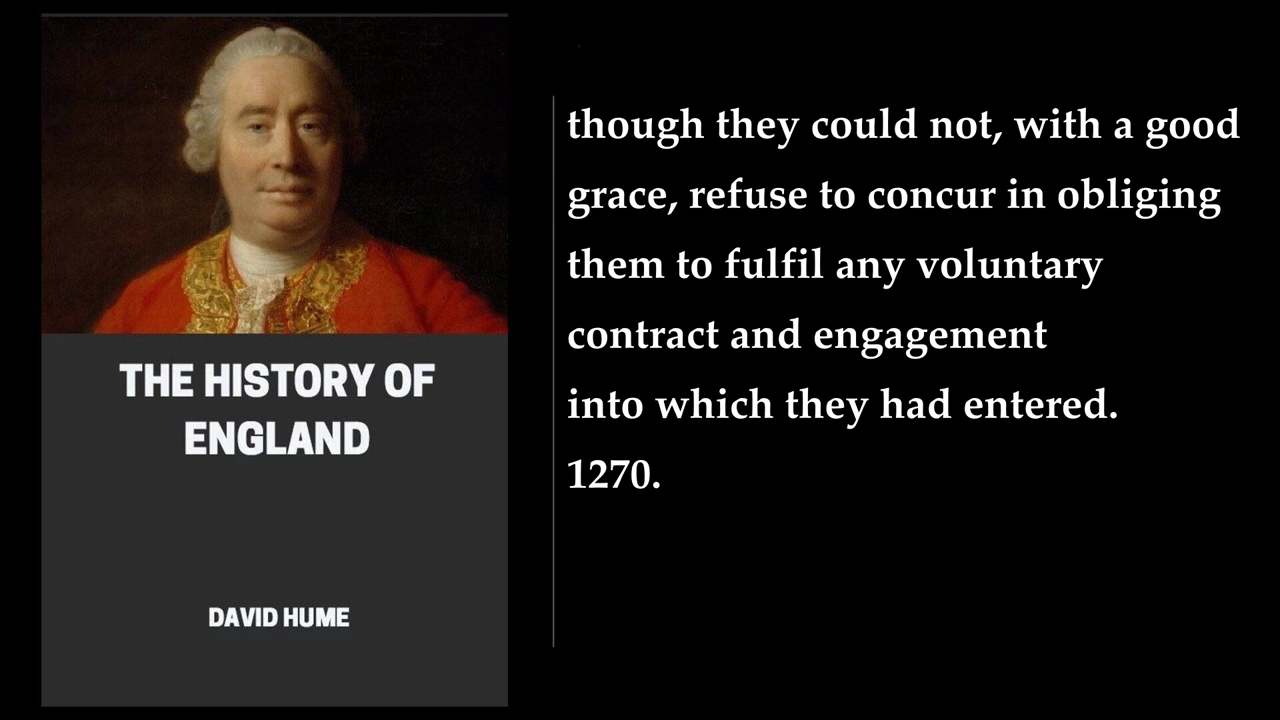 THE HISTORY OF
ENGLAND
DAVID HUME
though they could not, with a good
grace, refuse to concur in obliging
them to fulfil any voluntary
contract and engagement
into which they had entered.
1270.